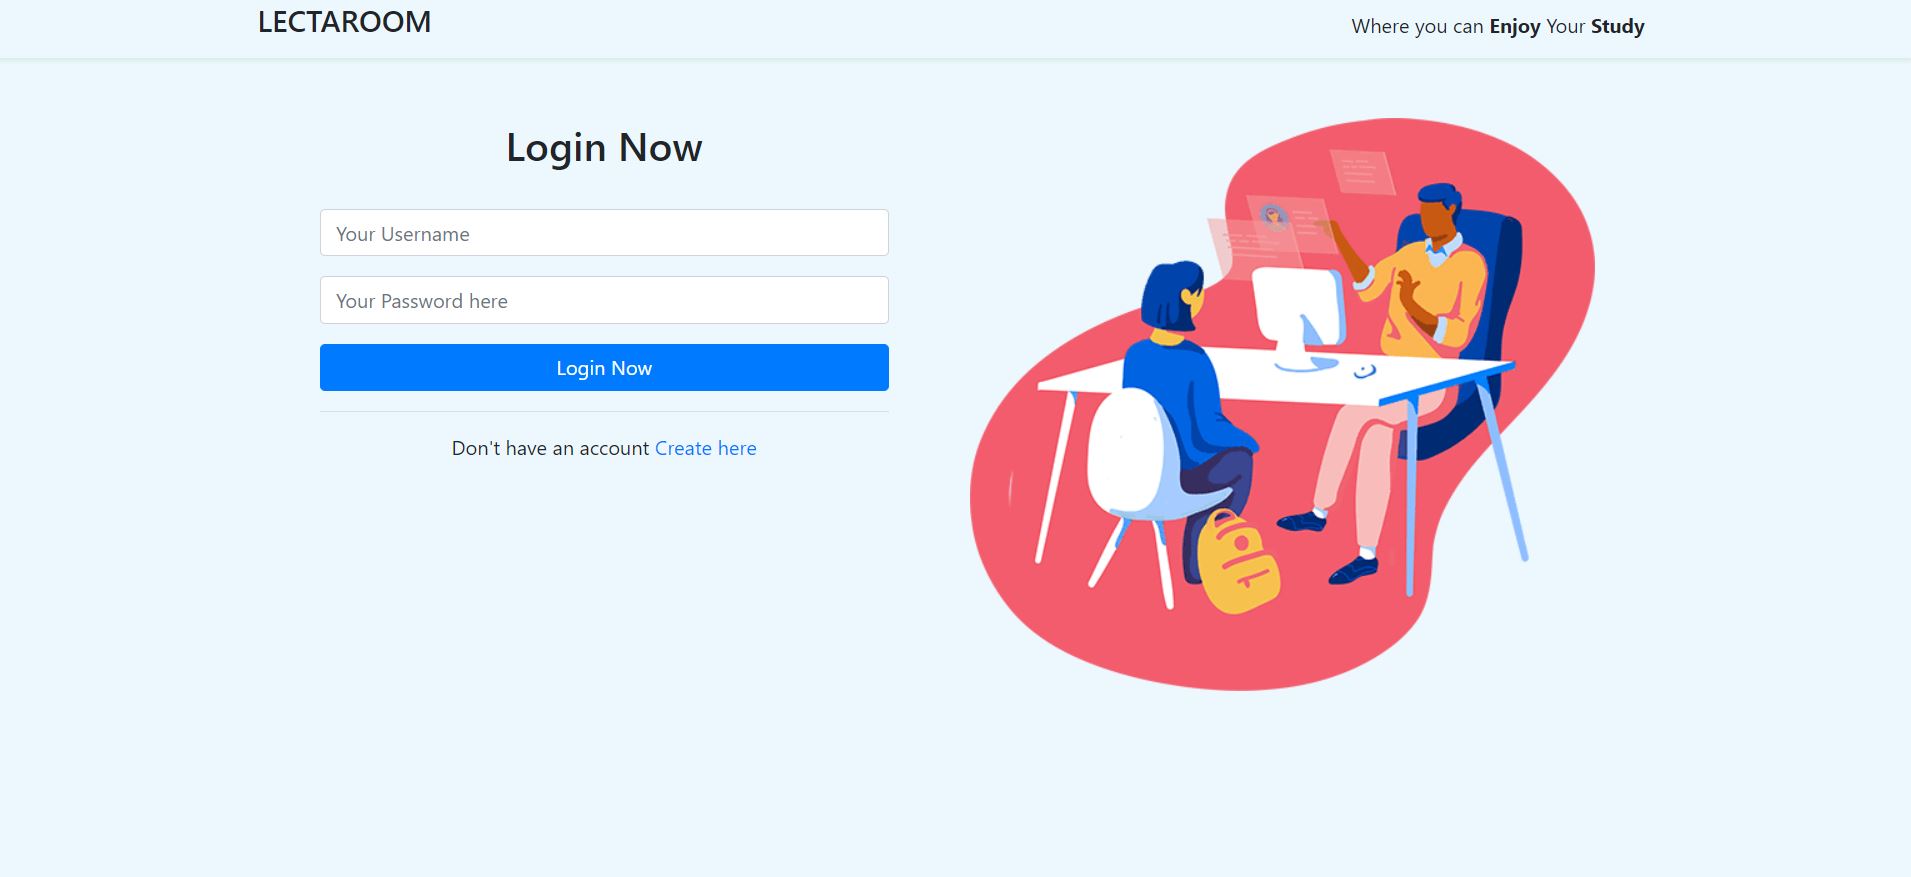 LECTAROOM
Where you can Enjoy Your Study
Login Now
Your Username
Your Password here
Login Now
Don't have an account Create here